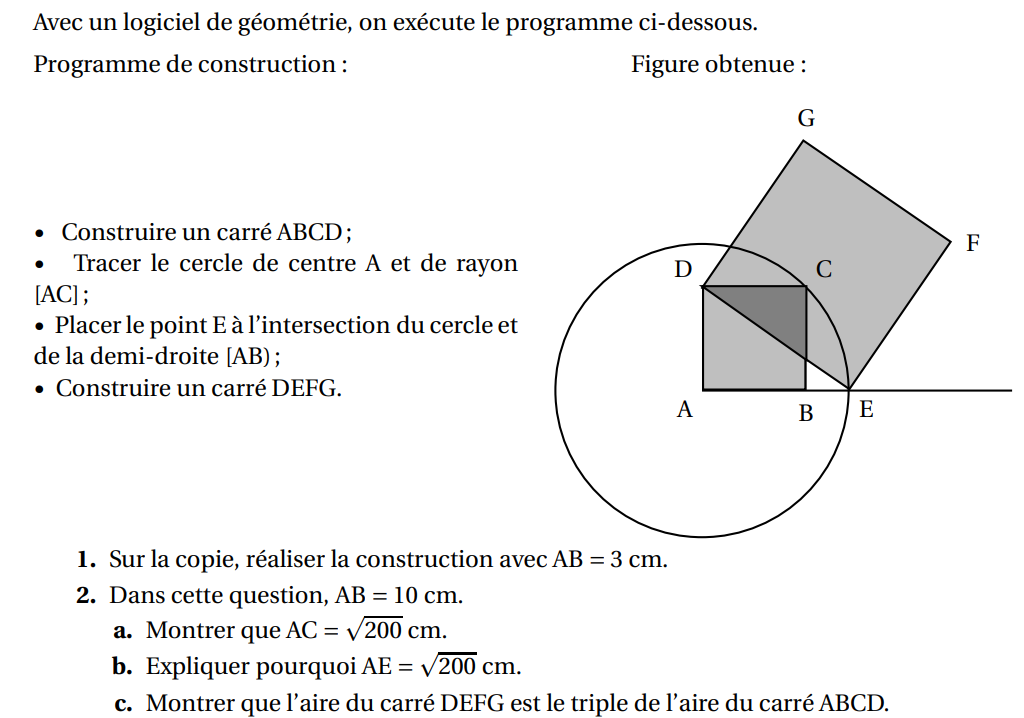 Avec un logiciel de géométrie, on exécute le programme ci-dessous.
Programme de construction :
Figure obtenue :
• Construire un carré ABCD ;
• Tracer le cercle de centre A et de rayon
[AC] ;
• Placer le point E à l'intersection du cercle et
de la demi-droite [AB) ;
• Construire un carré DEFG.
G
F
D
C
A
B
E
1. Sur la copie, réaliser la construction avec AB = 3 cm.
2. Dans cette question, AB = 10 cm.
a. Montrer que AC = √200 cm.
b. Expliquer pourquoi AE = √200 cm.
c. Montrer que l'aire du carré DEFG est le triple de l'aire du carré ABCD.